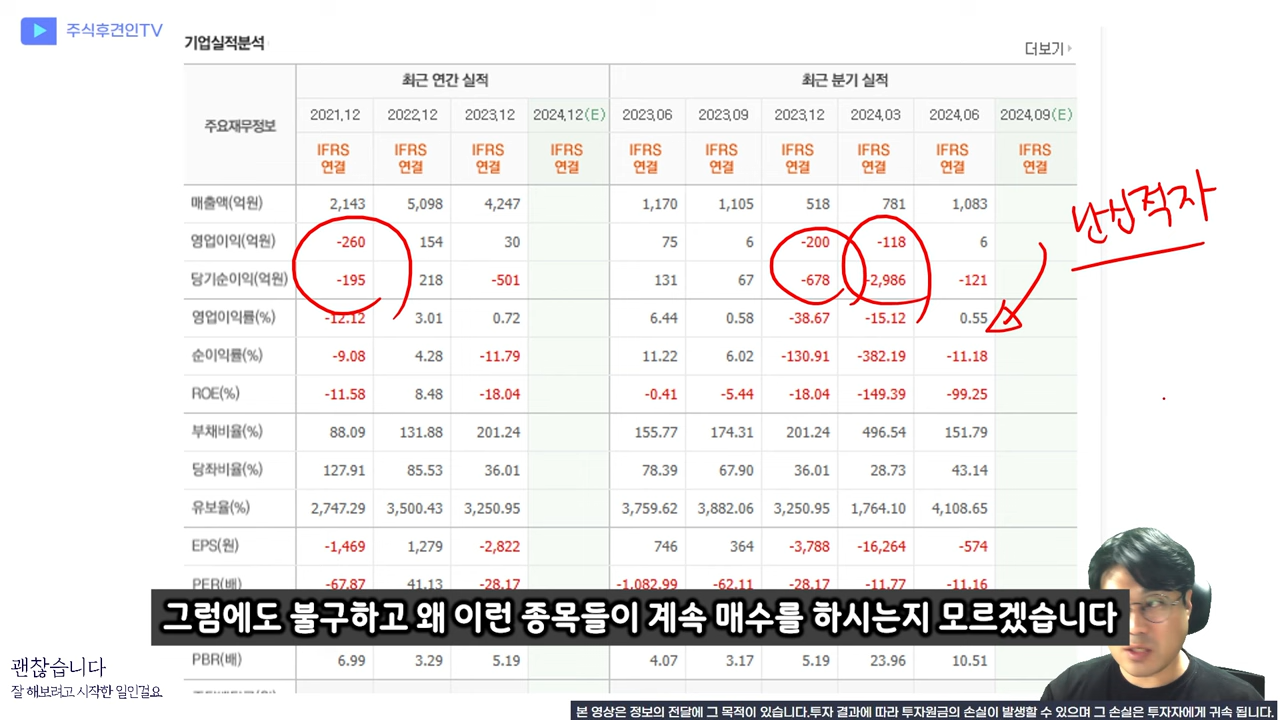 주식후견인TV
기업실적분석
더보기
주요재무정보 최근 연간 실적 최근 분기 실적
2021.12 2022.12 2023.12 2024.12(E) 2023.06 2023.09 2023.12 2024.03 2024.06 2024.09(E)
IFRS IFRS IFRS IFRS IFRS IFRS IFRS IFRS IFRS IFRS
연결 연결 연결 연결 연결 연결 연결 연결 연결 연결
매출액(억원) 2,143 5,098 4,247 1,170 1,105 518 781 1,083
영업이익(억원) -260 154 30 75 6 -200 -118 6
당기순이익(억원) -195 218 -501 131 67 -678 -2,986 -121
영업이익률(%) -12.12 3.01 0.72 6.44 0.58 -38.67 -15.12 0.55
순이익률(%) -9.08 4.28 -11.79 11.22 6.02 -130.91 -382.19 -11.18
ROE(%) -11.58 8.48 -18.04 -0.41 -5.44 -18.04 -149.39 -99.25
부채비율(%) 88.09 131.88 201.24 155.77 174.31 201.24 496.54 151.79
당좌비율(%) 127.91 85.53 36.01 78.39 67.90 36.01 28.73 43.14
유보율(%) 2,747.29 3,500.43 3,250.95 3,759.62 3,882.06 3,250.95 1,764.10 4,108.65
EPS(원) -1,469 1,279 -2,822 746 364 -3,788 -16,264 -574
PER(배) -67.87 41.13 -28.17 -1,082.99 -62.11 -28.17 -11.77 -11.16
PBR(배) 6.99 3.29 5.19 4.07 3.17 5.19 23.96 10.51
적자
그럼에도 불구하고 왜 이런 종목들이 계속 매수를 하시는지 모르겠습니다
괜찮습니다
잘 해보려고 시작한 일인걸요
본 영상은 정보의 전달에 그 목적이 있습니다.투자 결과에 따라 투자원금의 손실이 발생할 수 있으며 그 손실은 투자자에게 귀속 됩니다.